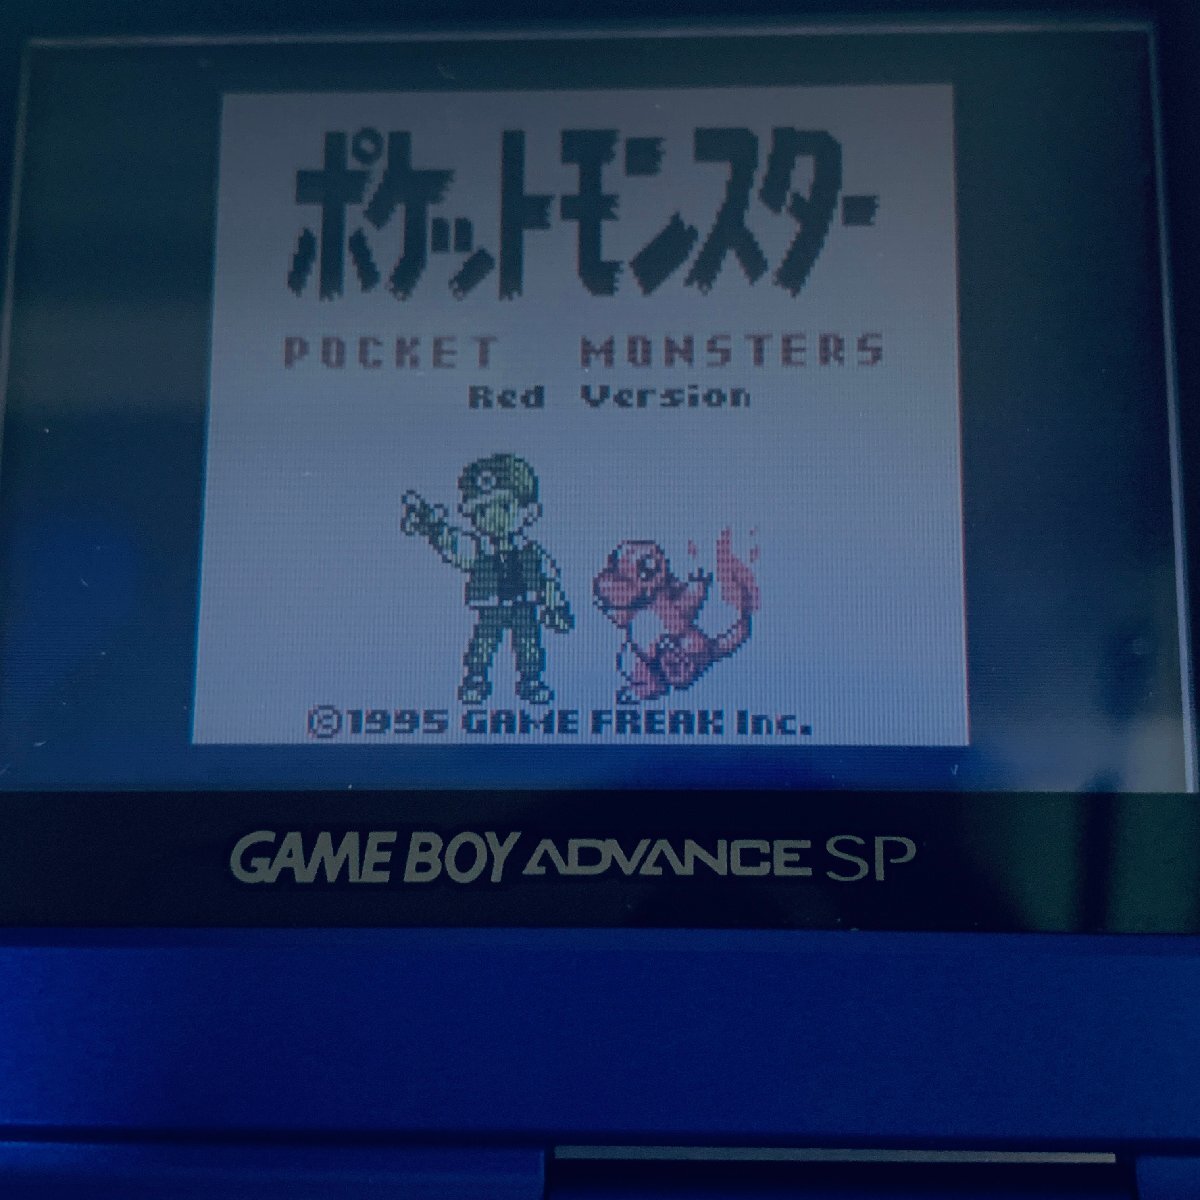 ポケットモンスター
POCKET MONSTERS
Red Version
©1995 GAME FREAK Inc.
GAME BOY ADVANCE SP